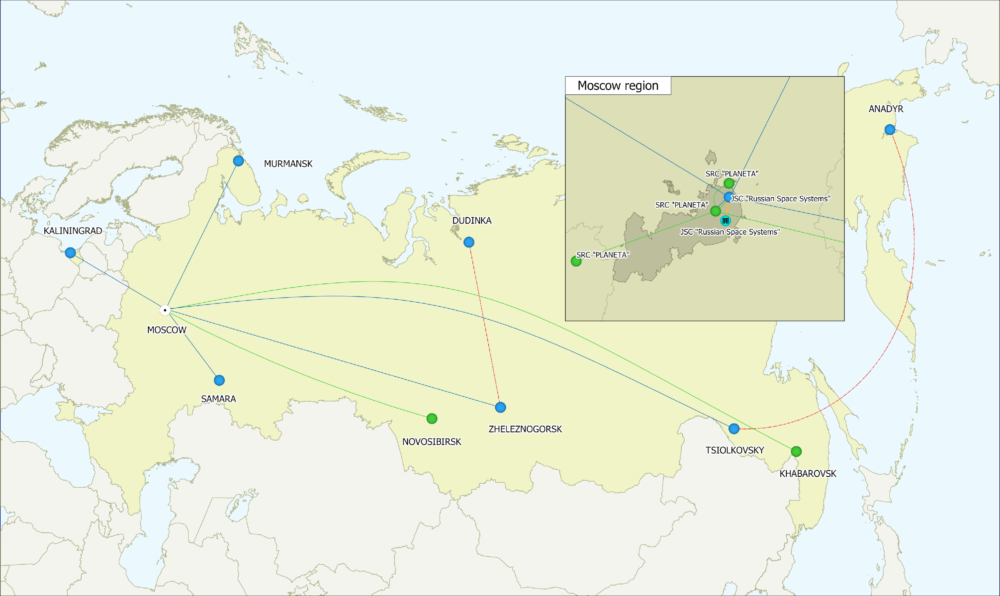 Moscow region
ANADYR
MURMANSK
SRC "PLANETA"
JSC "Russian Space Systems"
SRC "PLANETA"
DUDINKA
KALININGRAD
JSC "Russian Space Systems"
SRC "PLANETA"
MOSCOW
SAMARA
ZHELEZNOGORSK
NOVOSIBIRSK
TSIOLKOVSKY
KHABAROVSK